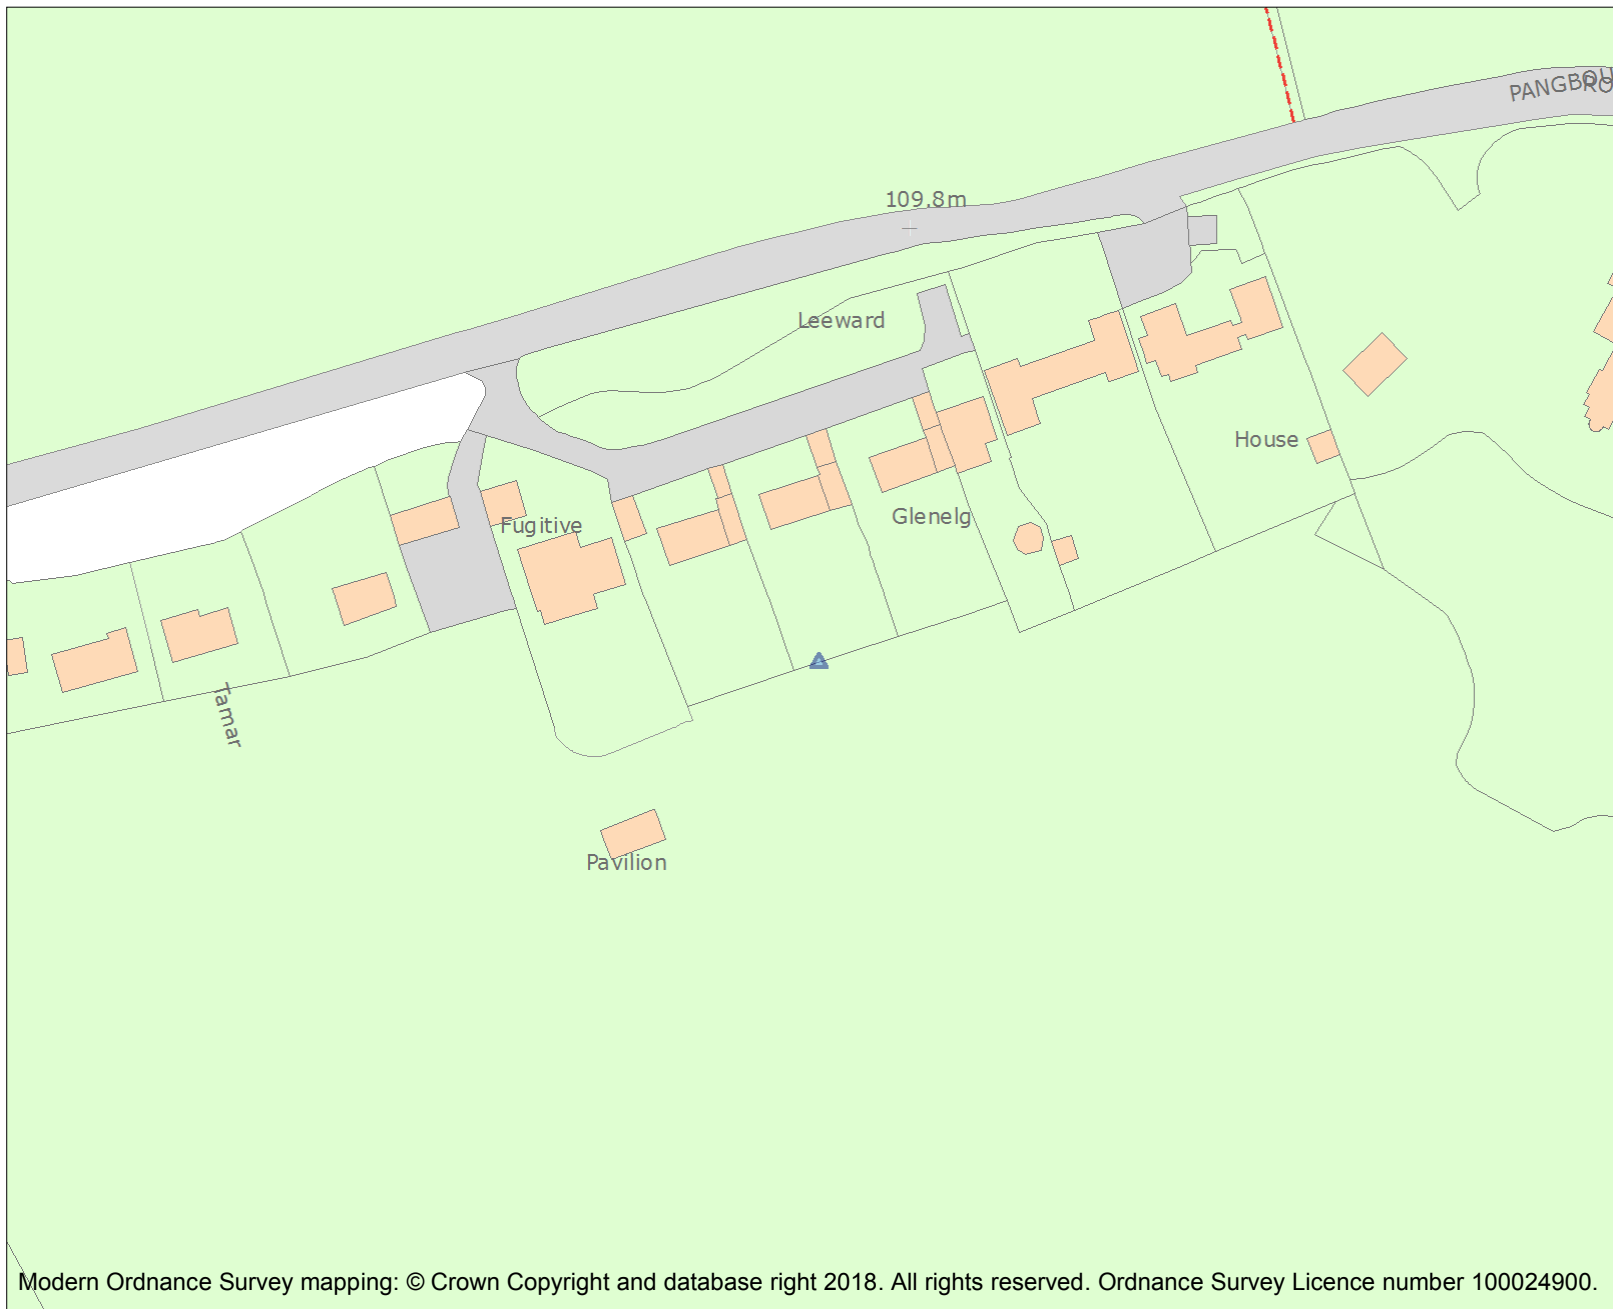 109.8m
Leeward
House
Glenelg
Fugitive
Tamar
Pavilion
Modern Ordnance Survey mapping: © Crown Copyright and database right 2018. All rights reserved. Ordnance Survey Licence number 100024900.